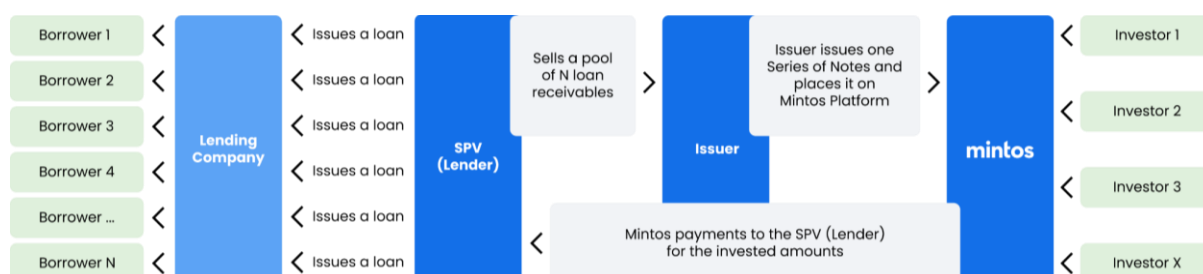 Borrower 1
Borrower 2
Borrower 3
Borrower 4
Borrower ...
Borrower N
Lending
Company
Issues a loan
Issues a loan
Issues a loan
Issues a loan
Issues a loan
Issues a loan
SPV
(Lender)
Sells a pool
of N loan
receivables
Issuer
Issuer issues one
Series of Notes and
places it on
Mintos Platform
Mintos payments to the SPV (Lender)
for the invested amounts
mintos
Investor 1
Investor 2
Investor 3
Investor X